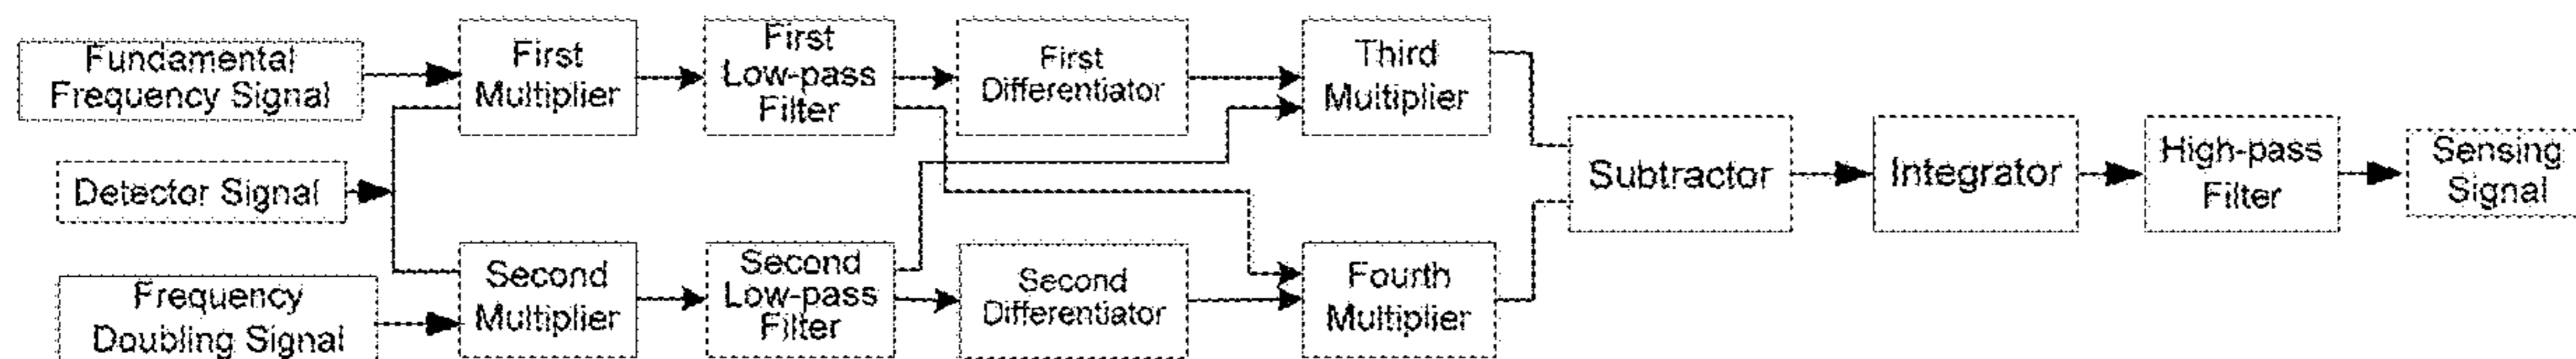 Fundamental
Frequency Signal
Detector Signal
Frequency
Doubling Signal
First
Multiplier
Second
Multiplier
First
Low-pass
Filter
Second
Low-pass
Filter
First
Differentiator
Second
Differentiator
Third
Multiplier
Fourth
Multiplier
Subtractor
Integrator
High-pass
Filter
Sensing
Signal